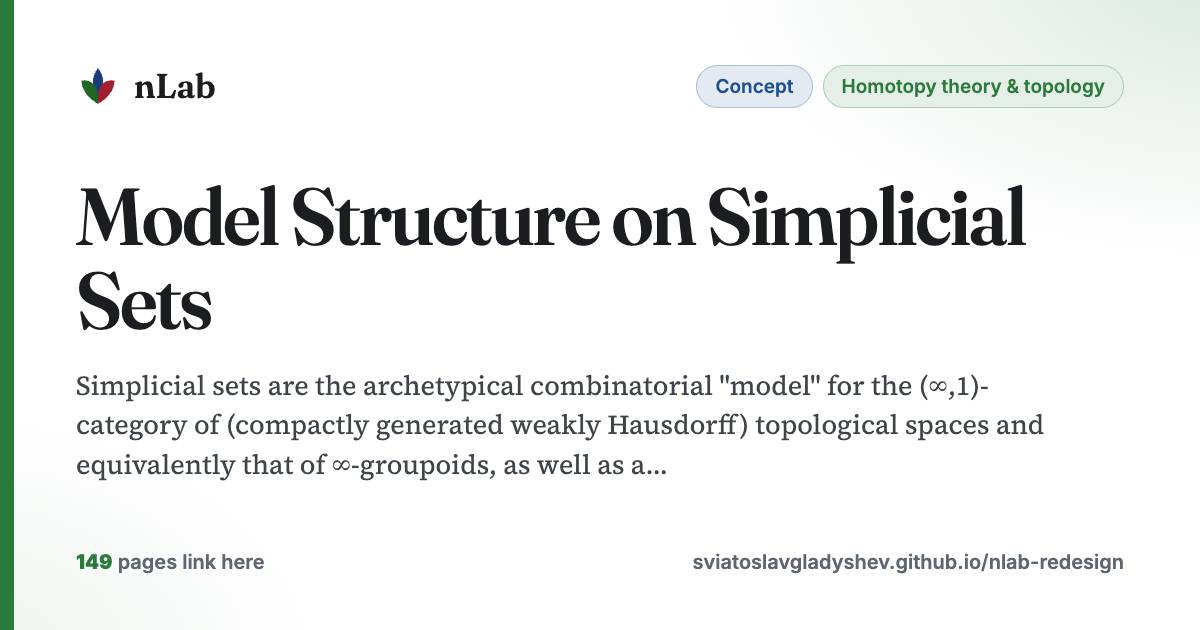 nLab
Concept
Homotopy theory & topology
Model Structure on Simplicial
Sets
Simplicial sets are the archetypical combinatorial "model" for the (∞,1)-
category of (compactly generated weakly Hausdorff) topological spaces and
equivalently that of ∞-groupoids, as well as a...
149 pages link here
sviatoslavgladyshev.github.io/nlab-redesign